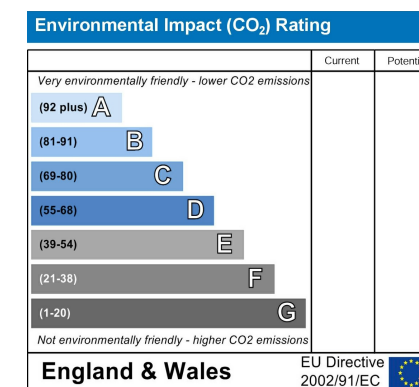 Environmental Impact (CO₂) Rating
Current Potenti
Very environmentally friendly - lower CO2 emissions
(92 plus) A
(81-91) B
(69-80) C
(55-68) D
(39-54) E
(21-38) F
(1-20) G
Not environmentally friendly - higher CO2 emissions
England & Wales
EU Directive
2002/91/EC